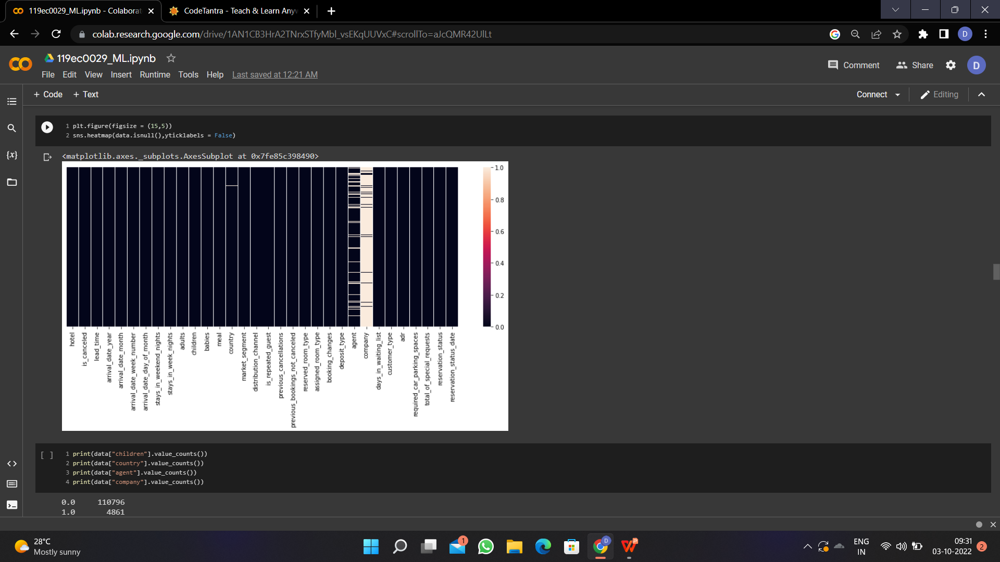 119ec0029_ML.ipynb - Colaborat
CodeTantra - Teach & Learn Anyw
colab.research.google.com/drive/1AN1CB3HrA2TNrxSTfyMbl_vsEKqUUVxC#scrollTo=aJcQMR42UlLt
D
119ec0029_ML.ipynb
Comment
Share
D
File Edit View Insert Runtime Tools Help Last saved at 12:21 AM
+ Code + Text
Connect
Editing
1 plt.figure(figsize = (15,5))
2 sns.heatmap(data.isnull(),yticklabels = False)
<matplotlib.axes._subplots.AxesSubplot at 0x7fe85c398490>
1.0
0.8
0.6
0.4
0.2
0.0
hotel
is_canceled
lead_time
arrival_date_year
arrival_date_month
arrival_date_week_number
arrival_date_day_of_month
stays_in_weekend_nights
stays_in_week_nights
adults
children
babies
meal
country
market_segment
distribution_channel
is_repeated_guest
previous_cancellations
previous_bookings_not_canceled
reserved_room_type
assigned_room_type
booking_changes
deposit_type
agent
company
days_in_waiting_list
customer_type
adr
required_car_parking_spaces
total_of_special_requests
reservation_status
reservation_status_date
[ ]
1 print(data["children"].value_counts())
2 print(data["country"].value_counts())
3 print(data["agent"].value_counts())
4 print(data["company"].value_counts())
0.0 110796
1.0 4861
28°C
Mostly sunny
1
D
ENG
IN
09:31
03-10-2022
2